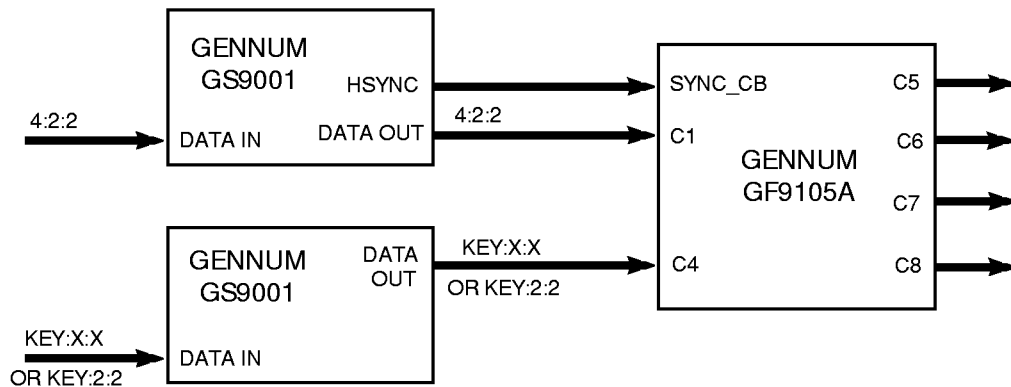 GENNUM
GS9001
HSYNC
4:2:2
DATA IN
DATA OUT
4:2:2
SYNC_CB
C1
C4
GENNUM
GF9105A
C5
C6
C7
C8
GENNUM
GS9001
DATA
OUT
KEY:X:X
OR KEY:2:2
KEY:X:X
OR KEY:2:2
DATA IN